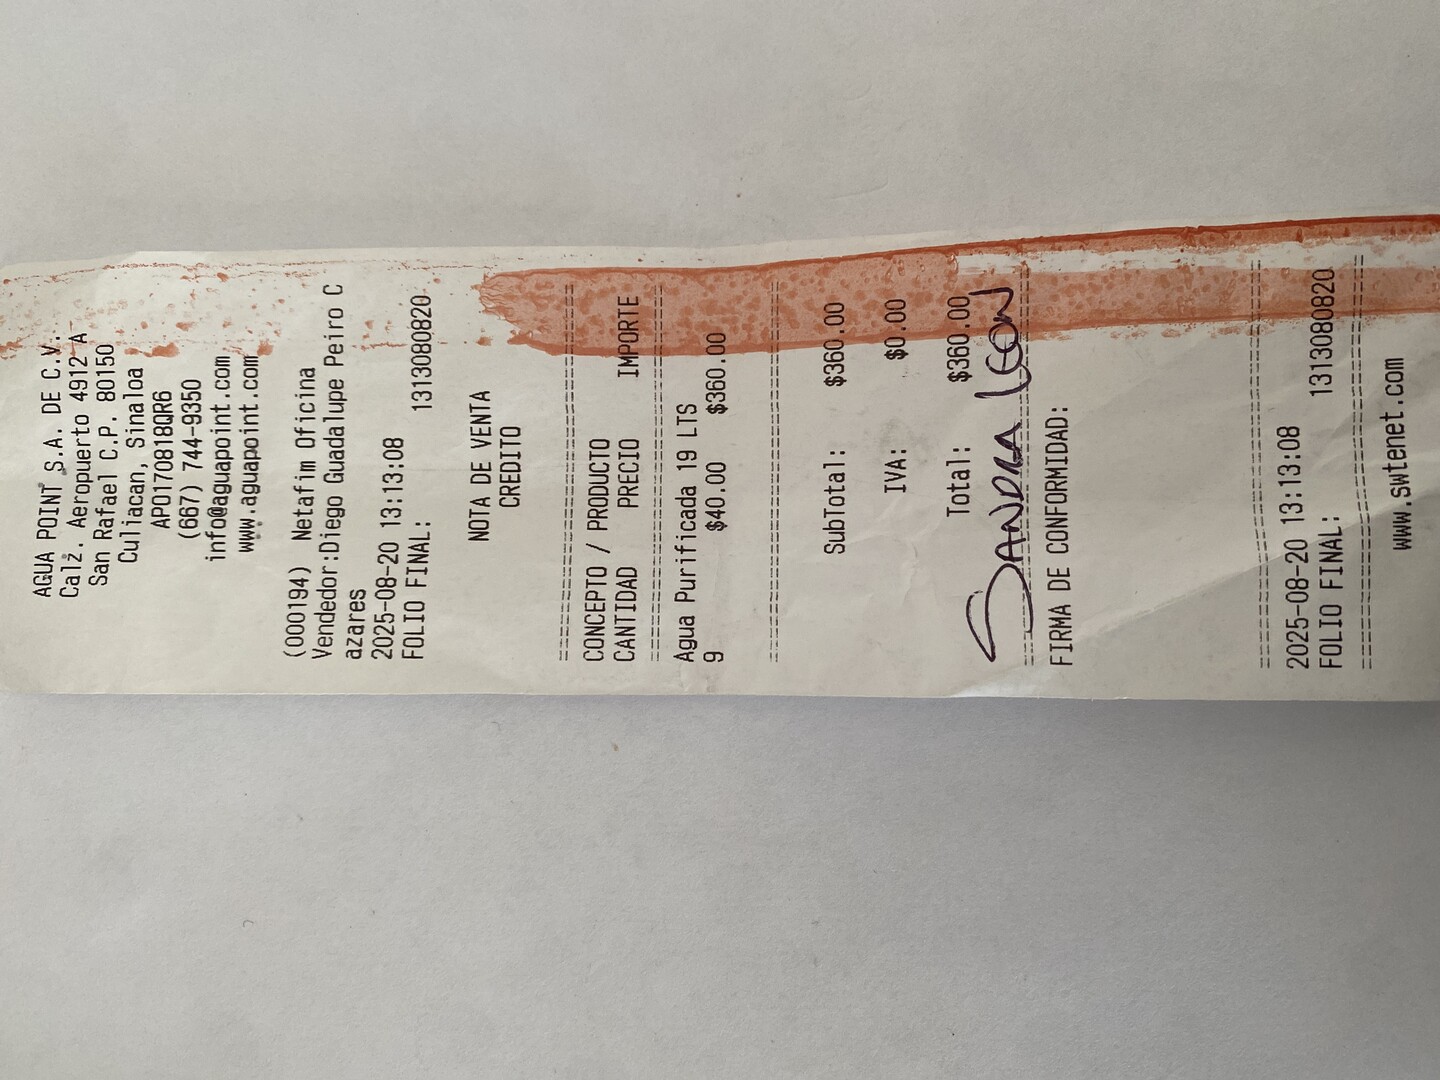 AGUA POINT S.A. DE C.V.
Calz. Aeropuerto 4912 A
San Rafael C.P. 80150
Culiacan, Sinaloa
APO170818QR6
(667) 744-9350
info@aguapoint.com
www.aguapoint.com
(000194) Netafim Oficina
Vendedor:Diego Guadalupe Peiro C
azares
2025-08-20 13:13:08
FOLIO FINAL: 1313080820
NOTA DE VENTA
CREDITO
================================
CONCEPTO / PRODUCTO
CANTIDAD PRECIO IMPORTE
================================
Agua Purificada 19 LTS
9 $40.00 $360.00
================================
SubTotal: $360.00
IVA: $0.00
Total: $360.00
SANDRA LEON
================================
FIRMA DE CONFORMIDAD:
================================
2025-08-20 13:13:08
FOLIO FINAL: 1313080820
================================
www.swtenet.com